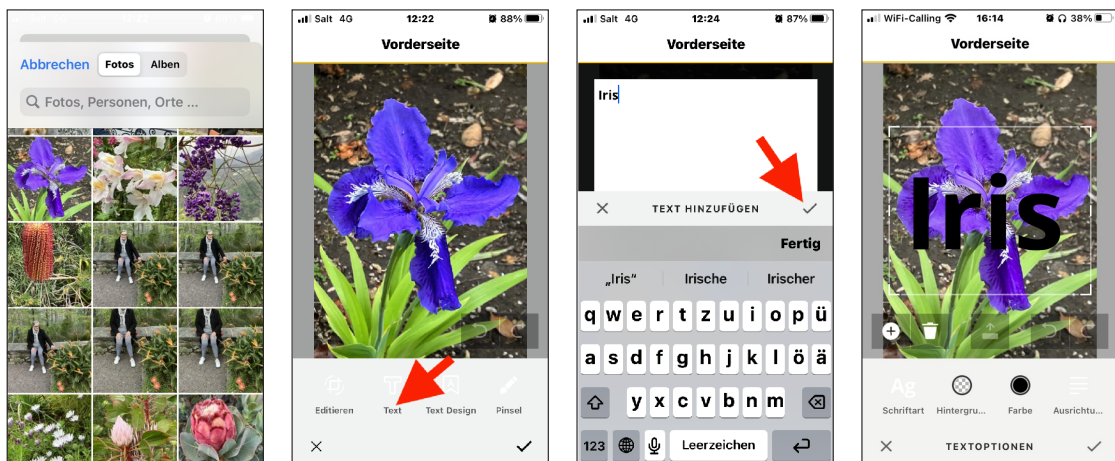 Abbrechen Fotos Alben
Fotos, Personen, Orte ...
Salt 4G 12:22 88%
Vorderseite
Editieren Text Text Design Pinsel
Salt 4G 12:24 87%
Vorderseite
Iris
TEXT HINZUFÜGEN
Fertig
„Iris“ Irische Irischer
q w e r t z u i o p ü
a s d f g h j k l ö ä
y x c v b n m
123 Leerzeichen
WiFi-Calling 16:14 38%
Vorderseite
Iris
Ag
Schriftart Hintergru... Farbe Ausrichtu...
TEXTOPTIONEN